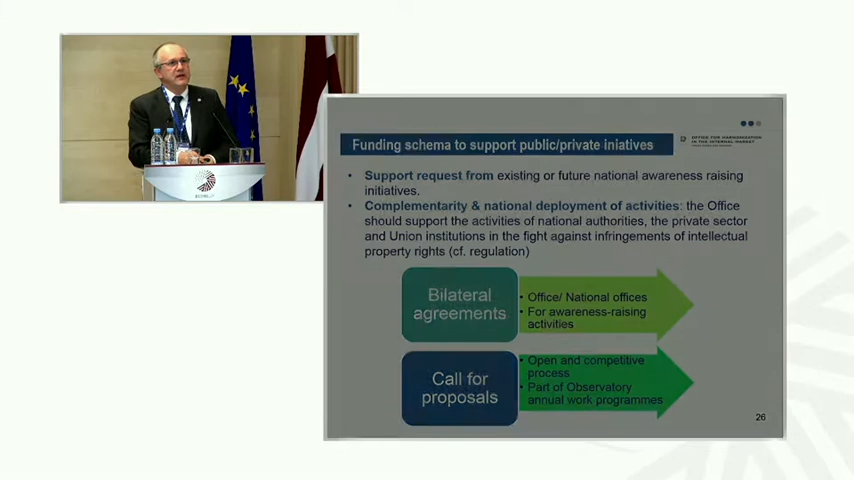 Funding schema to support public/private iniatives
OFFICE FOR HARMONIZATION
IN THE INTERNAL MARKET
• Support request from existing or future national awareness raising
initiatives.
• Complementarity & national deployment of activities: the Office
should support the activities of national authorities, the private sector
and Union institutions in the fight against infringements of intellectual
property rights (cf. regulation)
Bilateral
agreements
• Office/ National offices
• For awareness-raising
activities
Call for
proposals
• Open and competitive
process
• Part of Observatory
annual work programmes
26